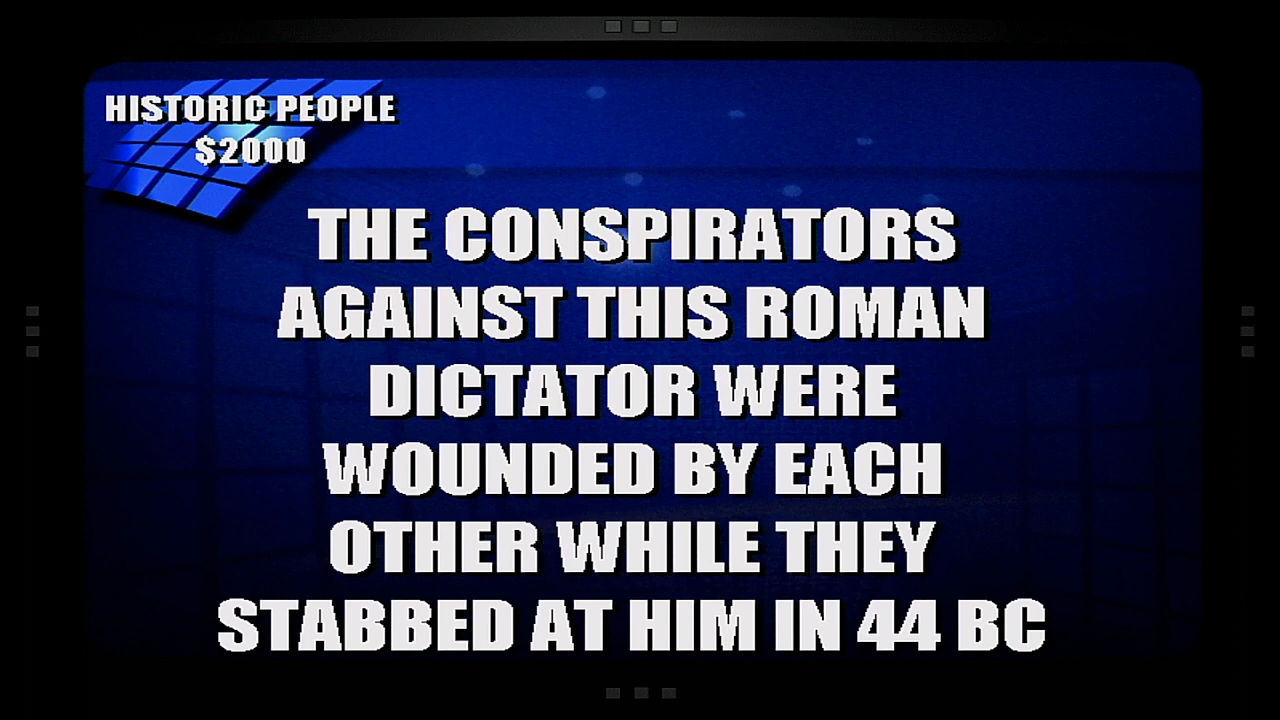 HISTORIC PEOPLE
$2000
THE CONSPIRATORS
AGAINST THIS ROMAN
DICTATOR WERE
WOUNDED BY EACH
OTHER WHILE THEY
STABBED AT HIM IN 44 BC